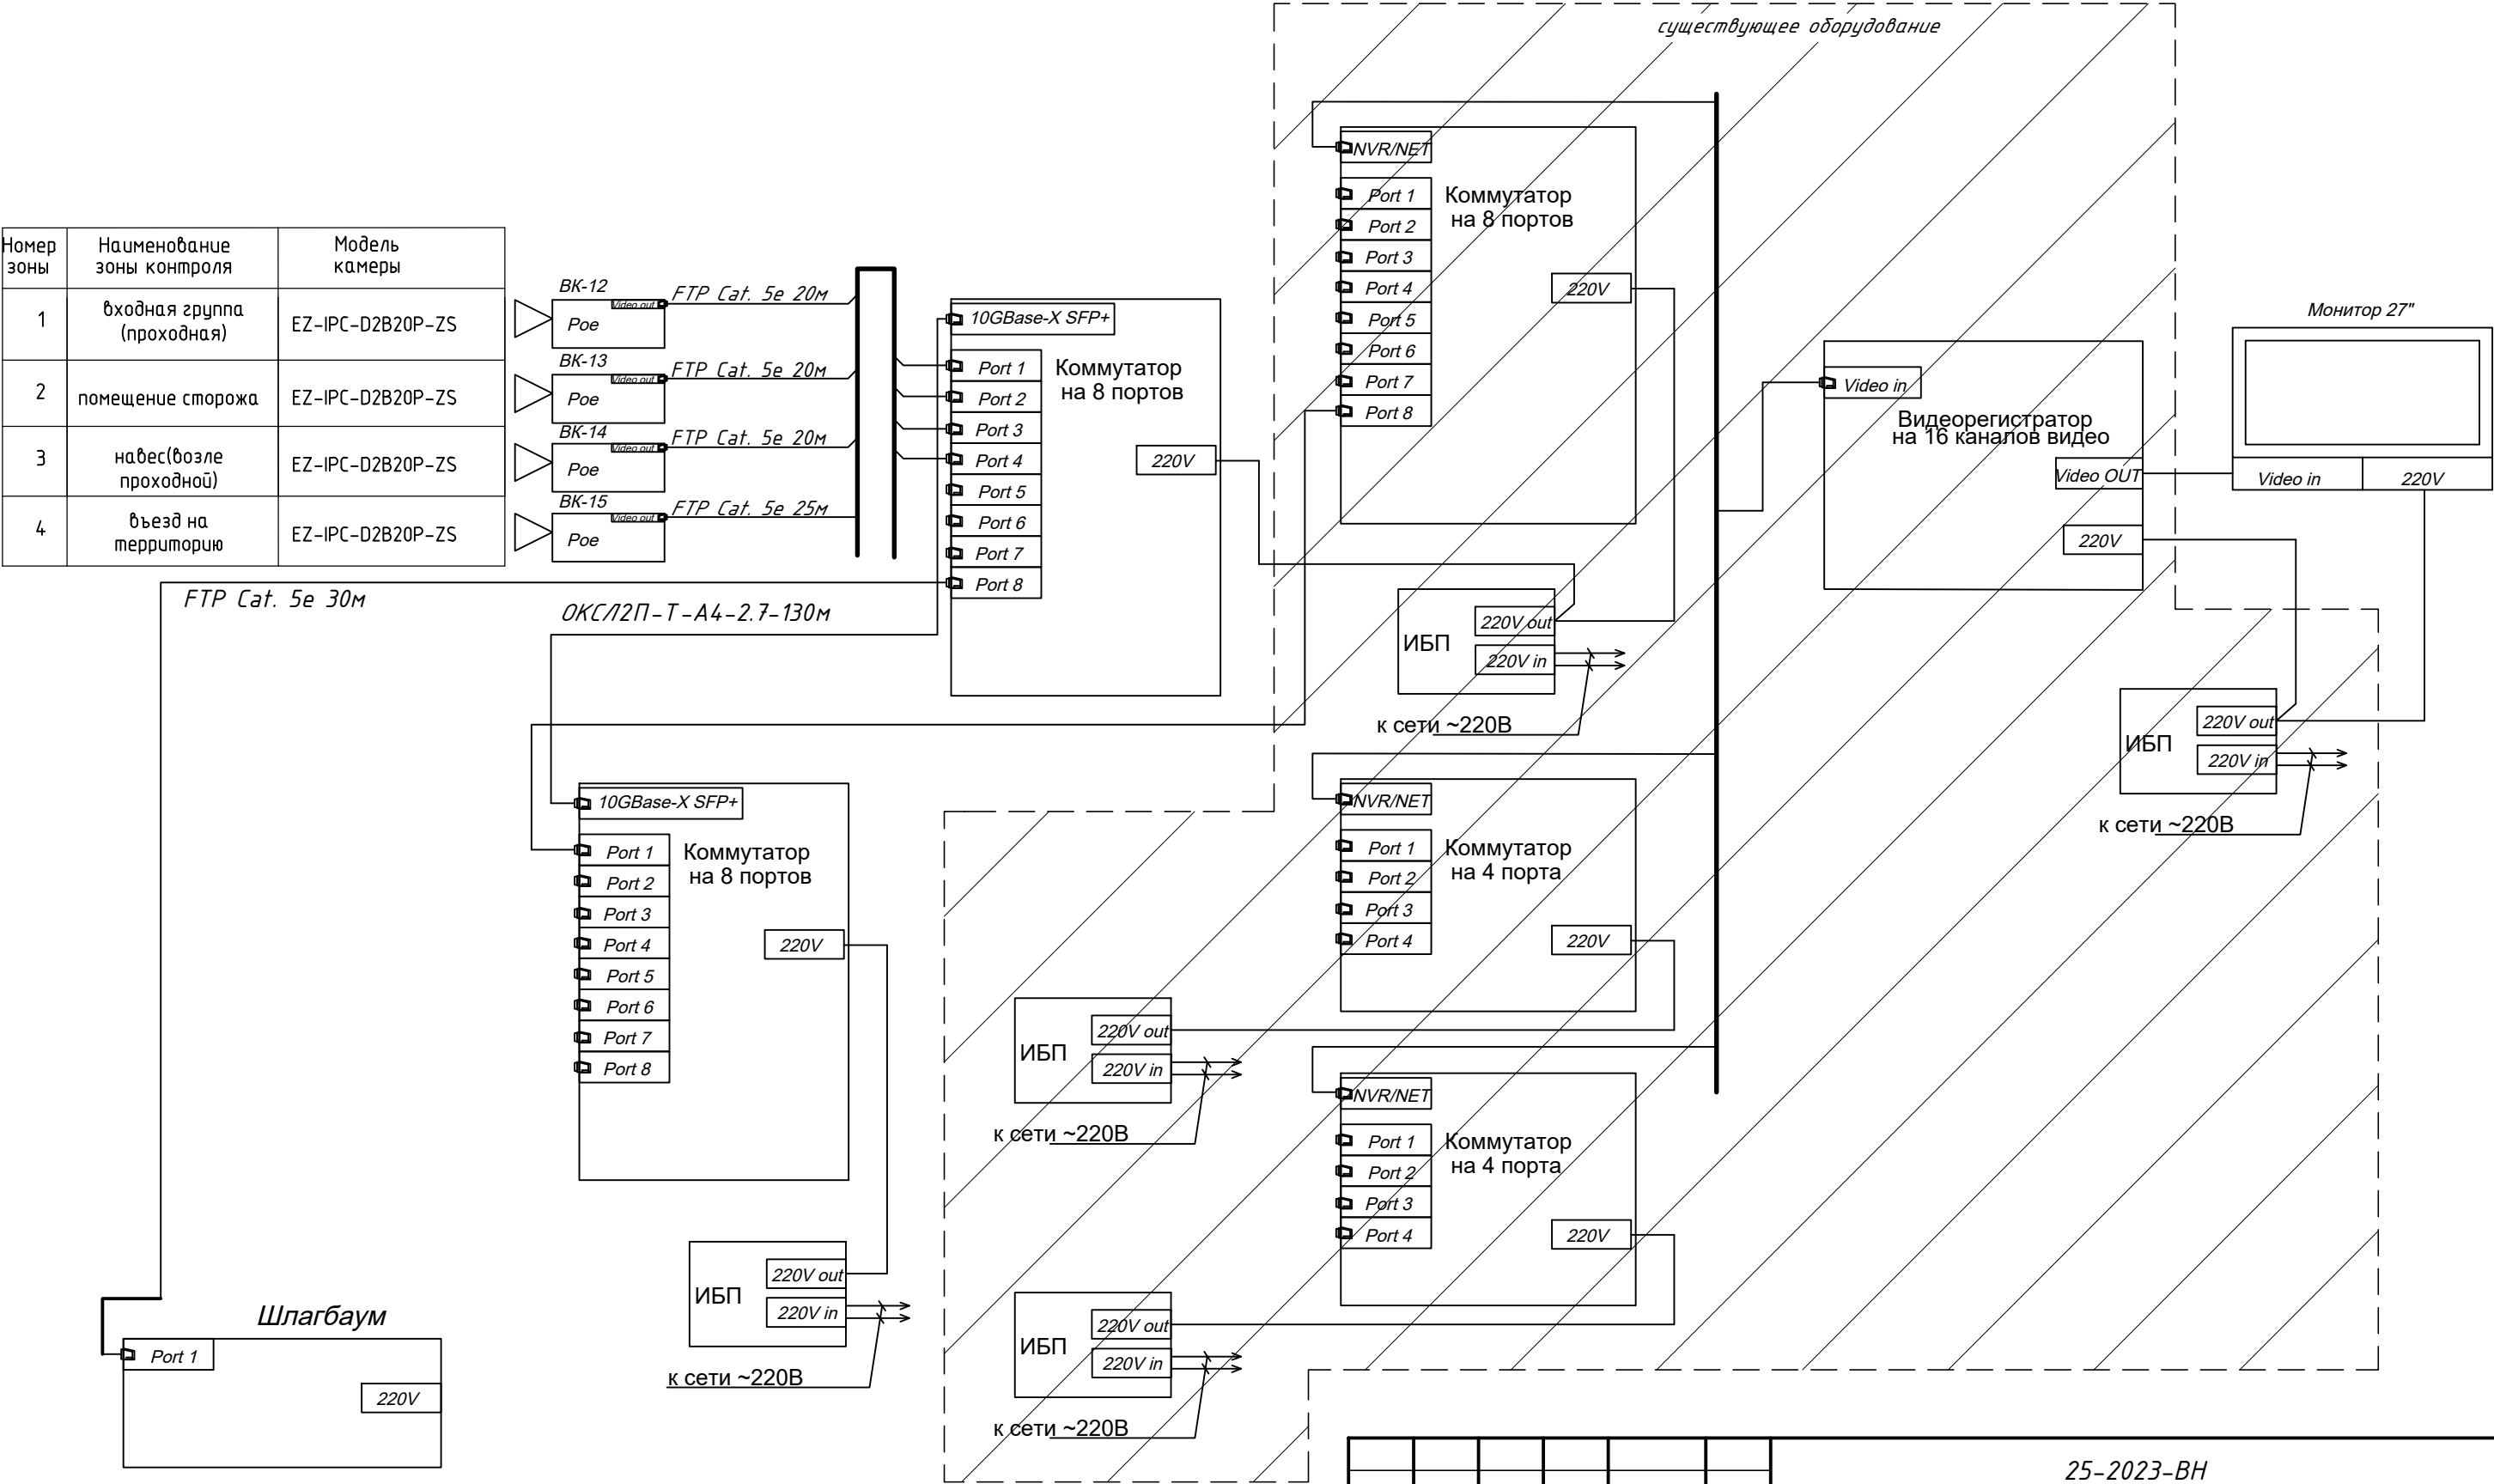 существующее оборудование
Номер
зоны
Наименование
зоны контроля
Модель
камеры
1
входная группа
(проходная)
EZ-IPC-D2B20P-ZS
2
помещение сторожа
EZ-IPC-D2B20P-ZS
3
навес(возле
проходной)
EZ-IPC-D2B20P-ZS
4
въезд на
территорию
EZ-IPC-D2B20P-ZS
ВК-12
Video out
Poe
FTP Cat. 5e 20м
ВК-13
Video out
Poe
FTP Cat. 5e 20м
ВК-14
Video out
Poe
FTP Cat. 5e 20м
ВК-15
Video out
Poe
FTP Cat. 5e 25м
FTP Cat. 5e 30м
ОКСЛ2П-Т-А4-2.7-130м
10GBase-X SFP+
Port 1
Port 2
Port 3
Port 4
Port 5
Port 6
Port 7
Port 8
Коммутатор
на 8 портов
220V
NVR/NET
Port 1
Port 2
Port 3
Port 4
Port 5
Port 6
Port 7
Port 8
Коммутатор
на 8 портов
220V
Video in
Видеорегистратор
на 16 каналов видео
Video OUT
220V
Монитор 27"
Video in
220V
ИБП
220V out
220V in
к сети ~220В
ИБП
220V out
220V in
к сети ~220В
10GBase-X SFP+
Port 1
Port 2
Port 3
Port 4
Port 5
Port 6
Port 7
Port 8
Коммутатор
на 8 портов
220V
NVR/NET
Port 1
Port 2
Port 3
Port 4
Коммутатор
на 4 порта
220V
ИБП
220V out
220V in
к сети ~220В
NVR/NET
Port 1
Port 2
Port 3
Port 4
Коммутатор
на 4 порта
220V
ИБП
220V out
220V in
к сети ~220В
ИБП
220V out
220V in
к сети ~220В
Шлагбаум
Port 1
220V
25-2023-ВН